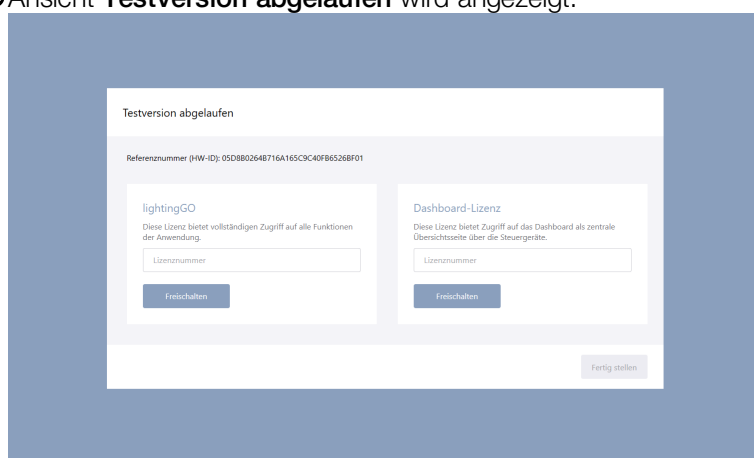 Ansicht Testversion abgelaufen wird angezeigt.
Testversion abgelaufen
Referenznummer (HW-ID): 05D8B0264B716A165C9C40FB6526BF01
lightingGO
Diese Lizenz bietet vollständigen Zugriff auf alle Funktionen
der Anwendung.
Lizenznummer
Freischalten
Dashboard-Lizenz
Diese Lizenz bietet Zugriff auf das Dashboard als zentrale
Übersichtsseite über die Steuergeräte.
Lizenznummer
Freischalten
Fertig stellen